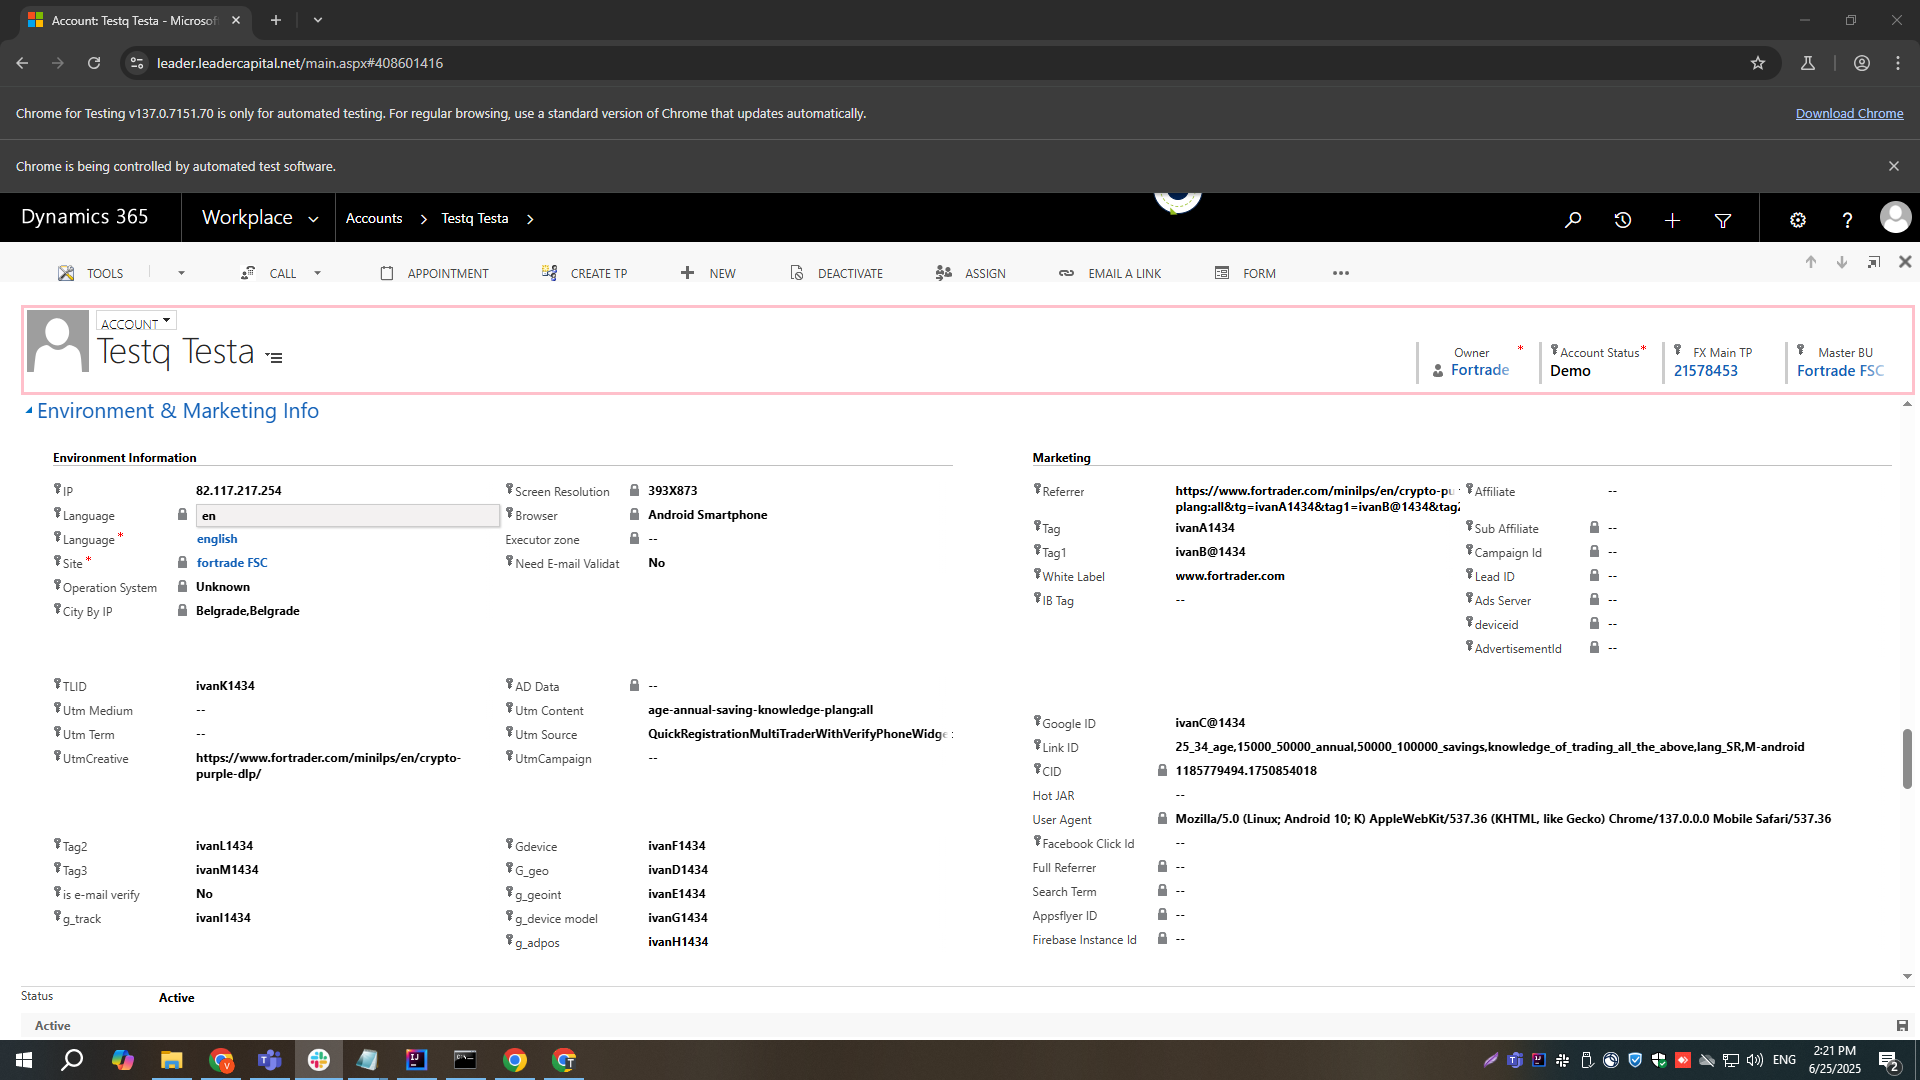 Account: Testq Testa - Microsof
leader.leadercapital.net/main.aspx#408601416
Chrome for Testing v137.0.7151.70 is only for automated testing. For regular browsing, use a standard version of Chrome that updates automatically.
Download Chrome
Chrome is being controlled by automated test software.
Dynamics 365
Workplace
Accounts
Testq Testa
TOOLS
CALL
APPOINTMENT
CREATE TP
NEW
DEACTIVATE
ASSIGN
EMAIL A LINK
FORM
ACCOUNT
Testq Testa
Owner *
Fortrade
Account Status *
Demo
FX Main TP
21578453
Master BU
Fortrade FSC
Environment & Marketing Info
Environment Information
IP 82.117.217.254
Language en
Language * english
Site * fortrade FSC
Operation System Unknown
City By IP Belgrade,Belgrade
Screen Resolution 393X873
Browser Android Smartphone
Executor zone --
Need E-mail Validat No
TLID ivanK1434
Utm Medium --
Utm Term --
UtmCreative https://www.fortrader.com/minilps/en/crypto-
purple-dlp/
AD Data --
Utm Content age-annual-saving-knowledge-plang:all
Utm Source QuickRegistrationMultiTraderWithVerifyPhoneWidge
UtmCampaign --
Tag2 ivanL1434
Tag3 ivanM1434
is e-mail verify No
g_track ivanI1434
Gdevice ivanF1434
G_geo ivanD1434
g_geoint ivanE1434
g_device model ivanG1434
g_adpos ivanH1434
Marketing
Referrer https://www.fortrader.com/minilps/en/crypto-pu
plang:all&tg=ivanA1434&tag1=ivanB@1434&tag2
Tag ivanA1434
Tag1 ivanB@1434
White Label www.fortrader.com
IB Tag --
Affiliate --
Sub Affiliate --
Campaign Id --
Lead ID --
Ads Server --
deviceid --
AdvertisementId --
Google ID ivanC@1434
Link ID 25_34_age,15000_50000_annual,50000_100000_savings,knowledge_of_trading_all_the_above,lang_SR,M-android
CID 1185779494.1750854018
Hot JAR --
User Agent Mozilla/5.0 (Linux; Android 10; K) AppleWebKit/537.36 (KHTML, like Gecko) Chrome/137.0.0.0 Mobile Safari/537.36
Facebook Click Id --
Full Referrer --
Search Term --
Appsflyer ID --
Firebase Instance Id --
Status Active
Active
ENG
2:21 PM
6/25/2025
2